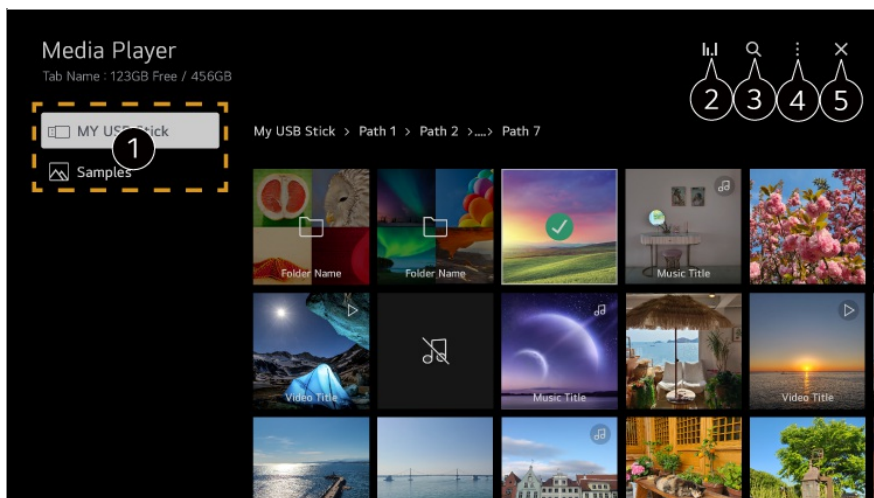 Media Player
Tab Name : 123GB Free / 456GB
2
3
4
5
MY USB Stick
1
Samples
My USB Stick > Path 1 > Path 2 >....> Path 7
Folder Name
Folder Name
Music Title
Video Title
Music Title
Video Title